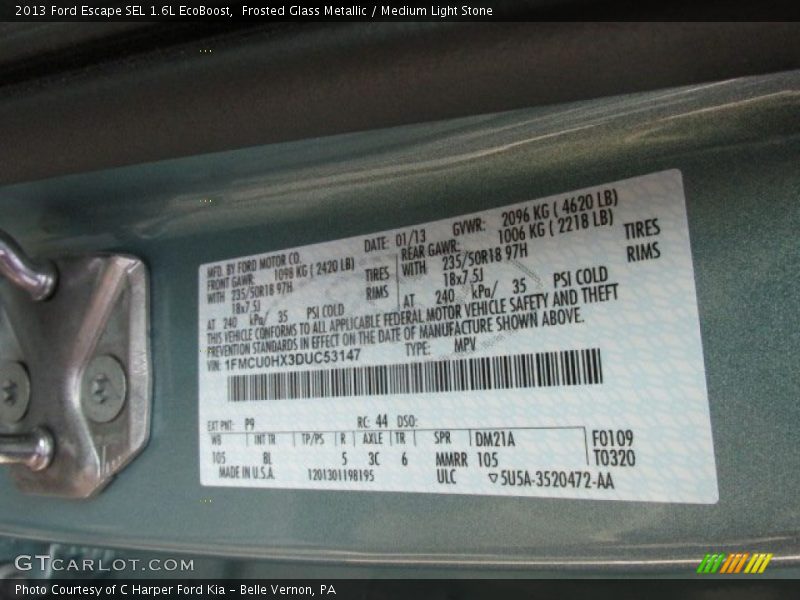 2013 Ford Escape SEL 1.6L EcoBoost,  Frosted Glass Metallic / Medium Light Stone
MFD. BY FORD MOTOR CO.
DATE: 01/13 GVWR: 2096 KG ( 4620 LB)
FRONT GAWR: 1098 KG ( 2420 LB)
REAR GAWR: 1006 KG ( 2218 LB)
WITH 235/50R18 97H TIRES
WITH 235/50R18 97H TIRES
18x7.5J RIMS
18x7.5J RIMS
AT 240 kPa/ 35 PSI COLD
AT 240 kPa/ 35 PSI COLD
THIS VEHICLE CONFORMS TO ALL APPLICABLE FEDERAL MOTOR VEHICLE SAFETY AND THEFT
PREVENTION STANDARDS IN EFFECT ON THE DATE OF MANUFACTURE SHOWN ABOVE.
VIN: 1FMCU0HX3DUC53147 TYPE: MPV
EXT PNT: P9 RC: 44 DSO:
WB INT TR TP/PS R AXLE TR SPR DM21A F0109
105 8L 5 3C 6 MMRR 105 T0320
MADE IN U.S.A. 1201301198195 ULC ▽5U5A-3520472-AA
GTCARLOT.COM
Photo Courtesy of C Harper Ford Kia – Belle Vernon, PA